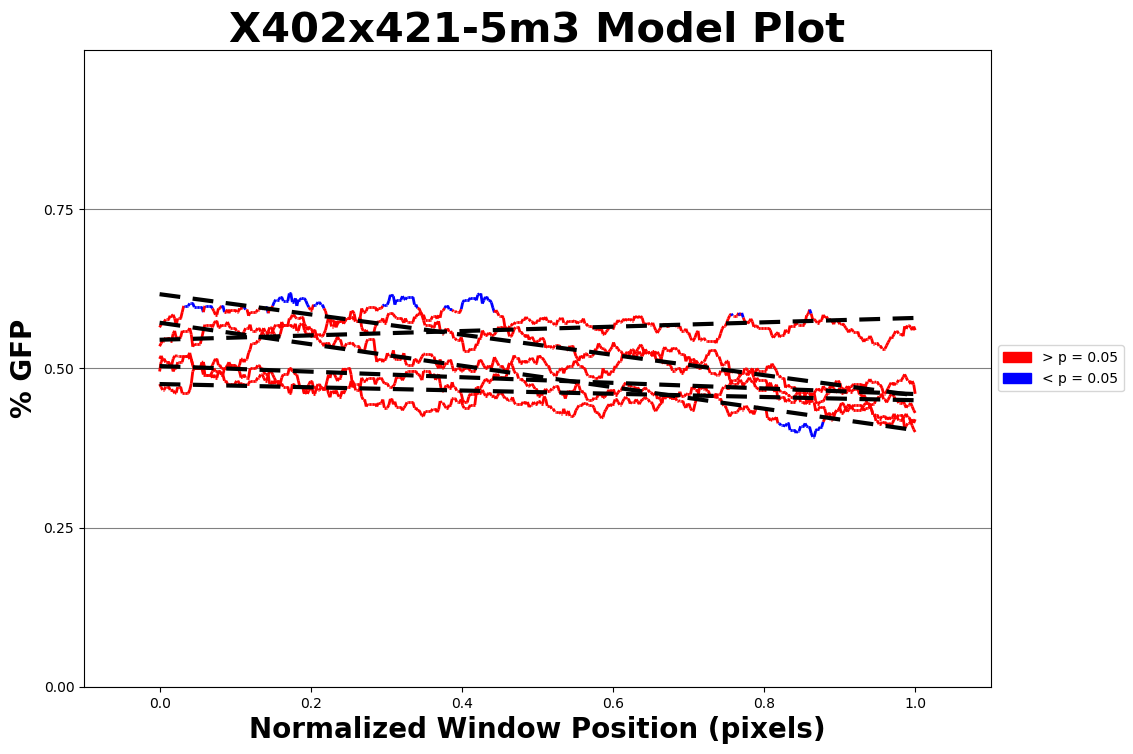 X402x421-5m3 Model Plot
% GFP
0.75
0.50
0.25
0.00
0.0 0.2 0.4 0.6 0.8 1.0
Normalized Window Position (pixels)
> p = 0.05
< p = 0.05